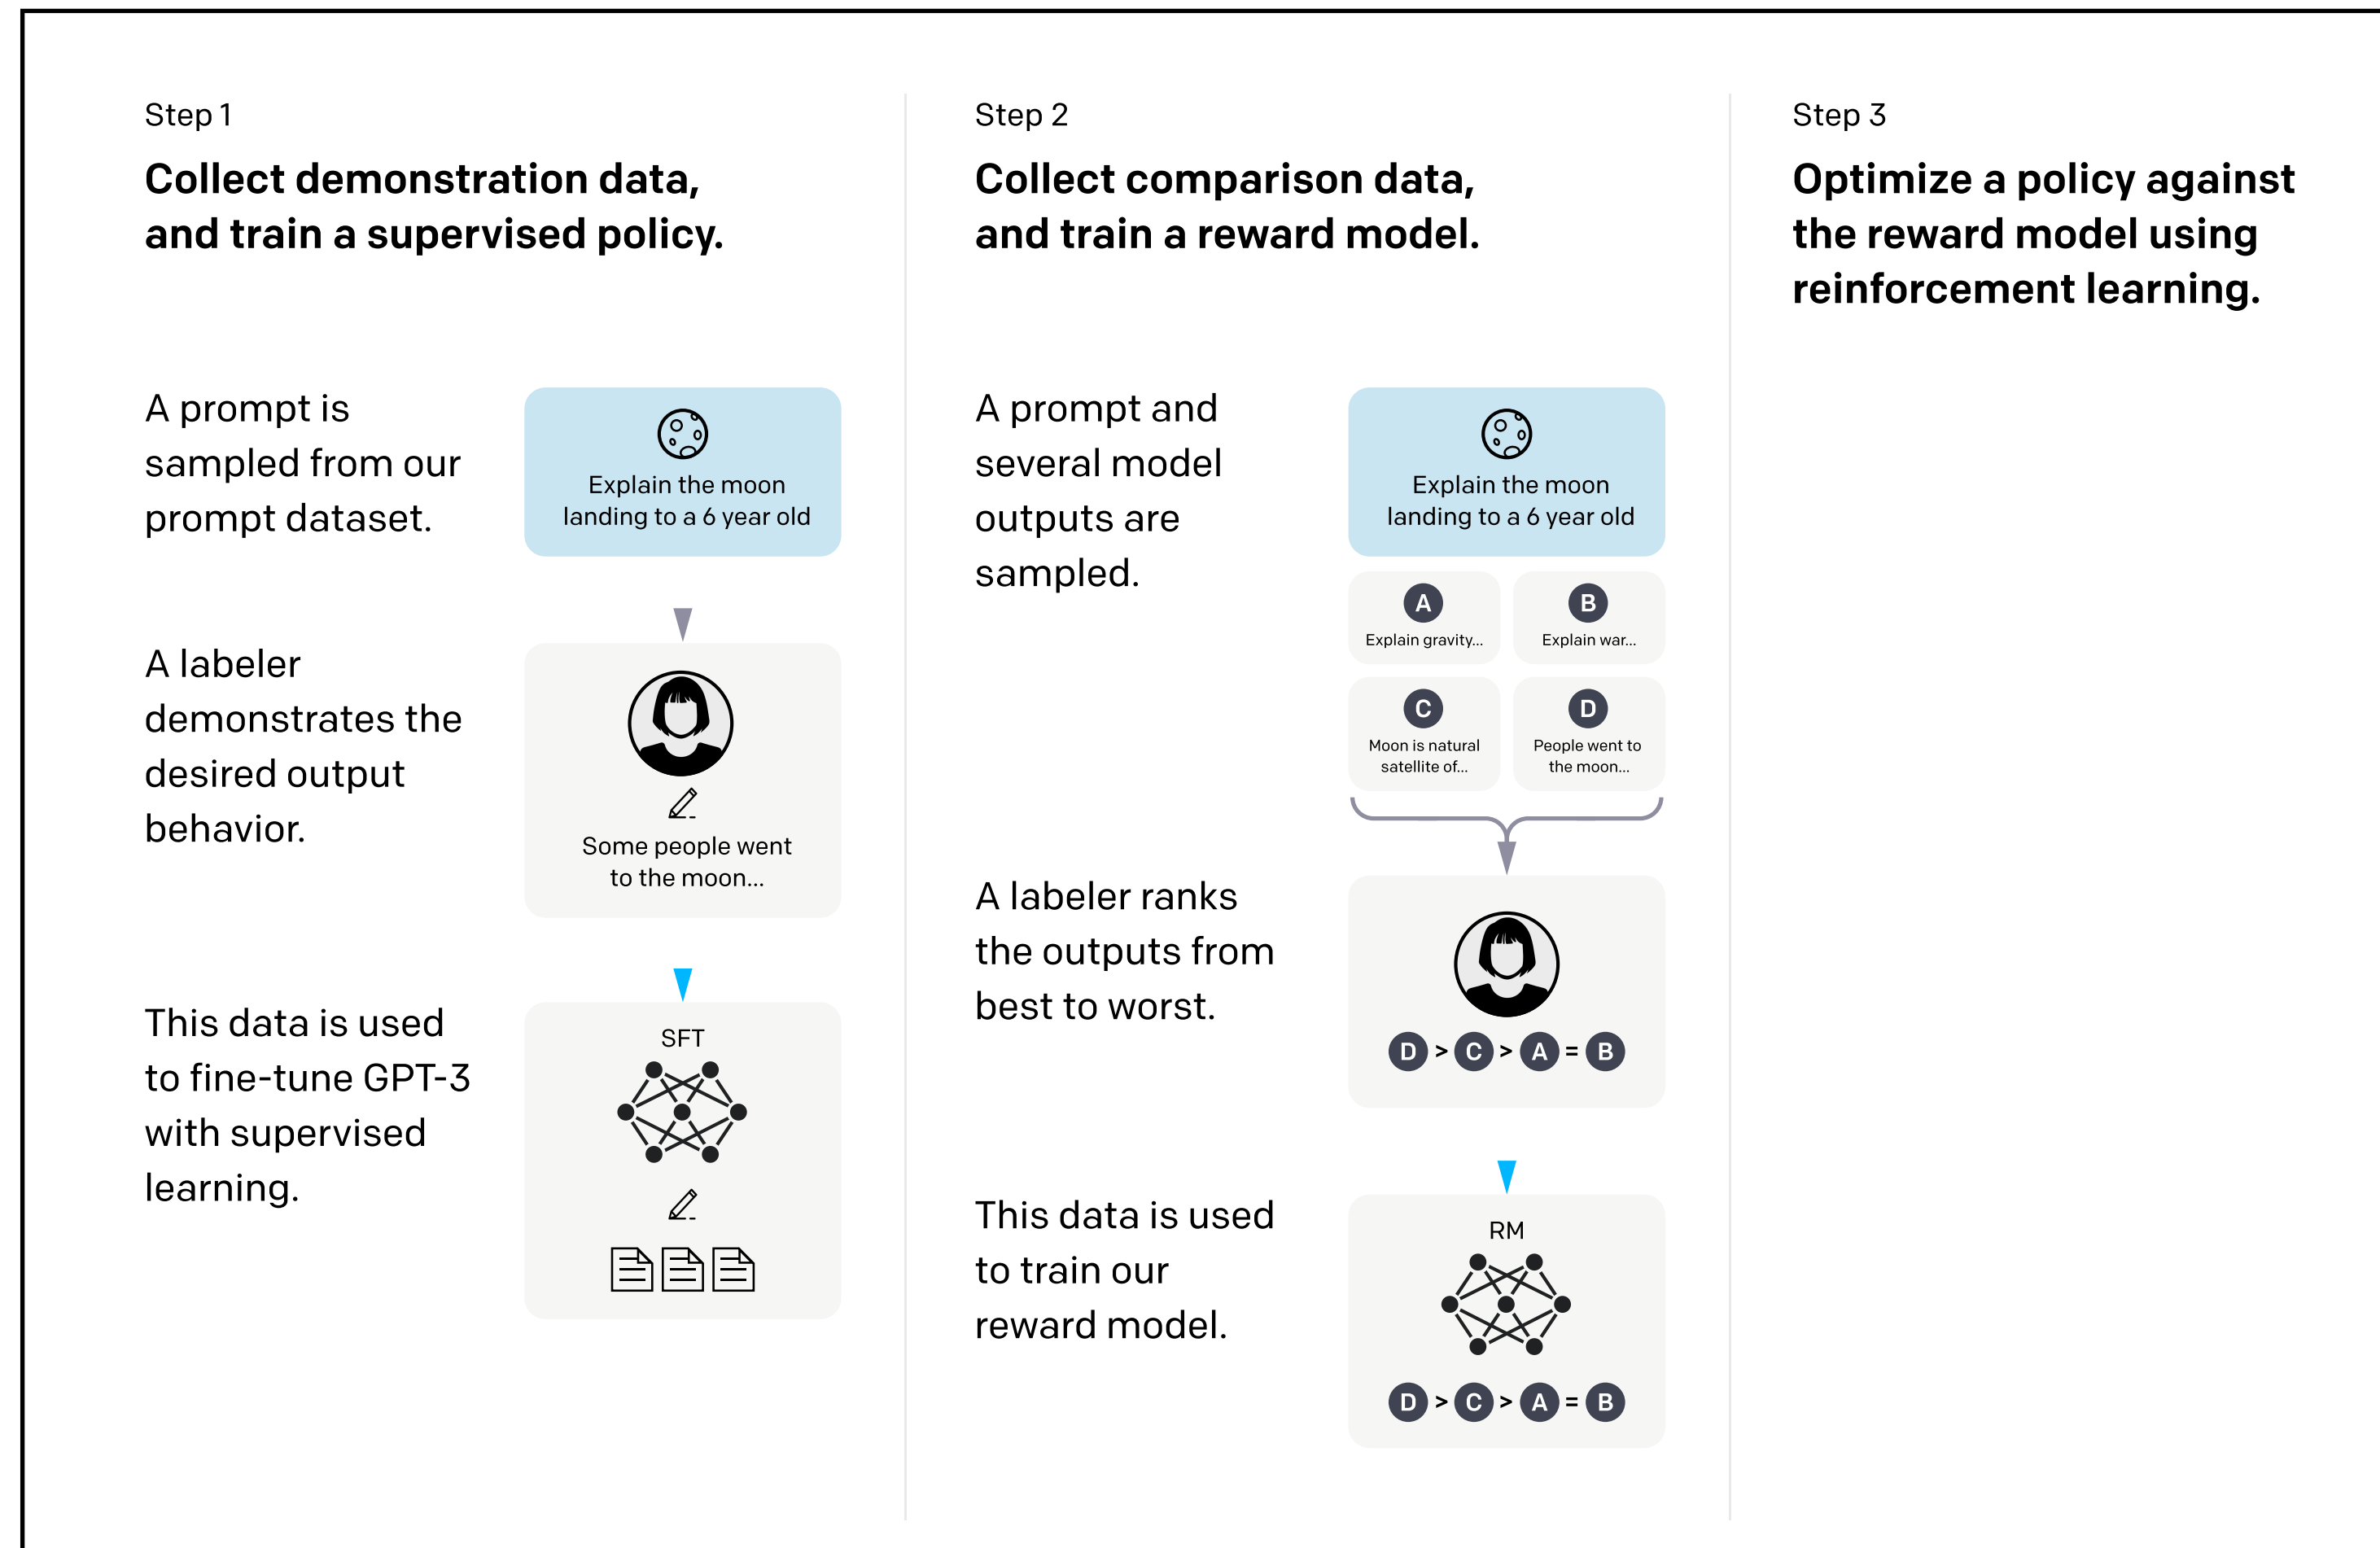 Step 1
Collect demonstration data,
and train a supervised policy.
A prompt is
sampled from our
prompt dataset.
Explain the moon
landing to a 6 year old
A labeler
demonstrates the
desired output
behavior.
Some people went
to the moon...
This data is used
to fine-tune GPT-3
with supervised
learning.
SFT
Step 2
Collect comparison data,
and train a reward model.
A prompt and
several model
outputs are
sampled.
Explain the moon
landing to a 6 year old
A
Explain gravity...
B
Explain war...
C
Moon is natural
satellite of...
D
People went to
the moon...
A labeler ranks
the outputs from
best to worst.
D > C > A = B
This data is used
to train our
reward model.
RM
D > C > A = B
Step 3
Optimize a policy against
the reward model using
reinforcement learning.